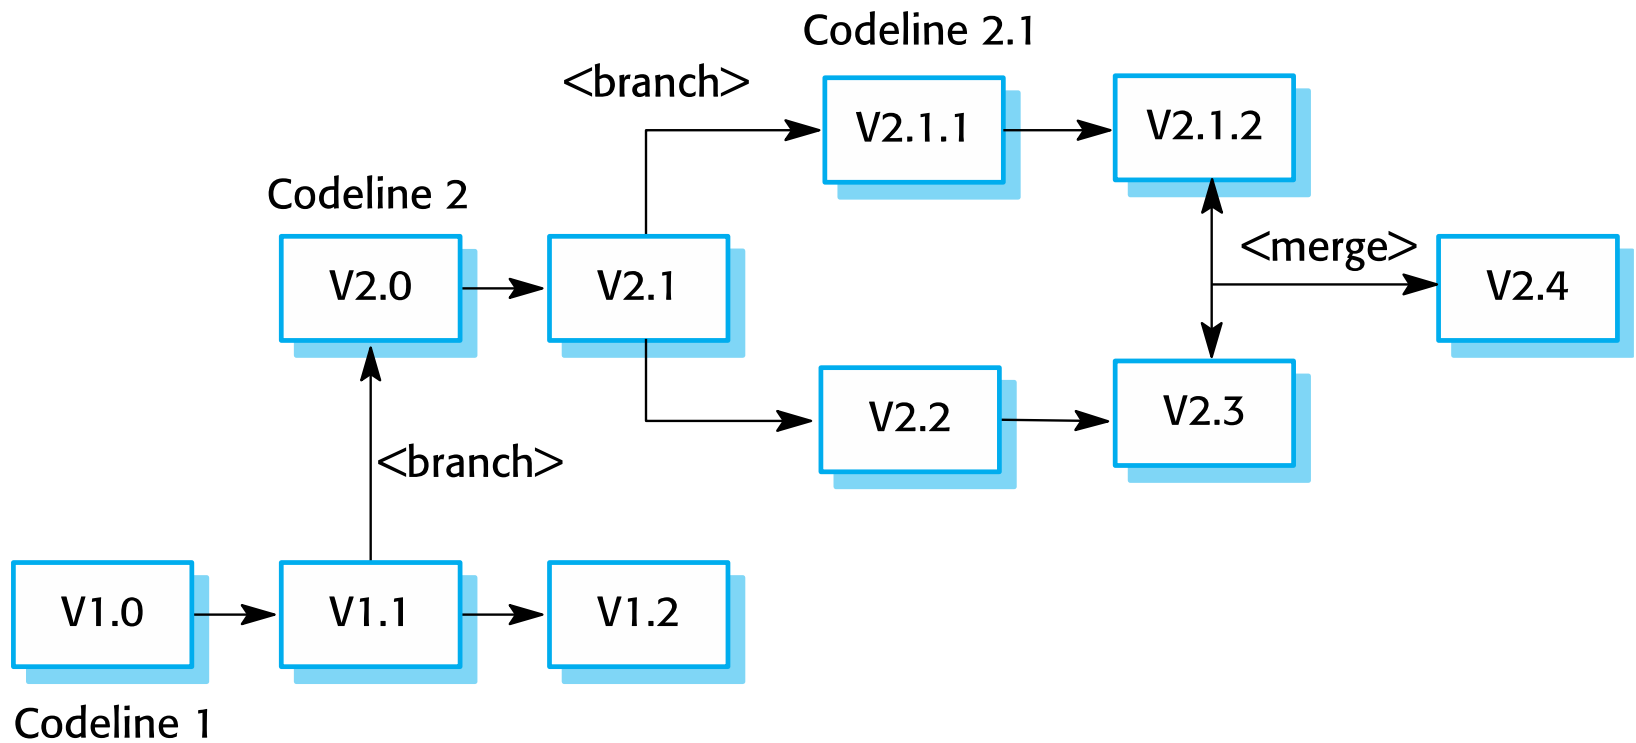 Codeline 2.1
<branch>
V2.1.1
V2.1.2
Codeline 2
<merge>
V2.0
V2.1
V2.4
V2.2
V2.3
<branch>
V1.0
V1.1
V1.2
Codeline 1